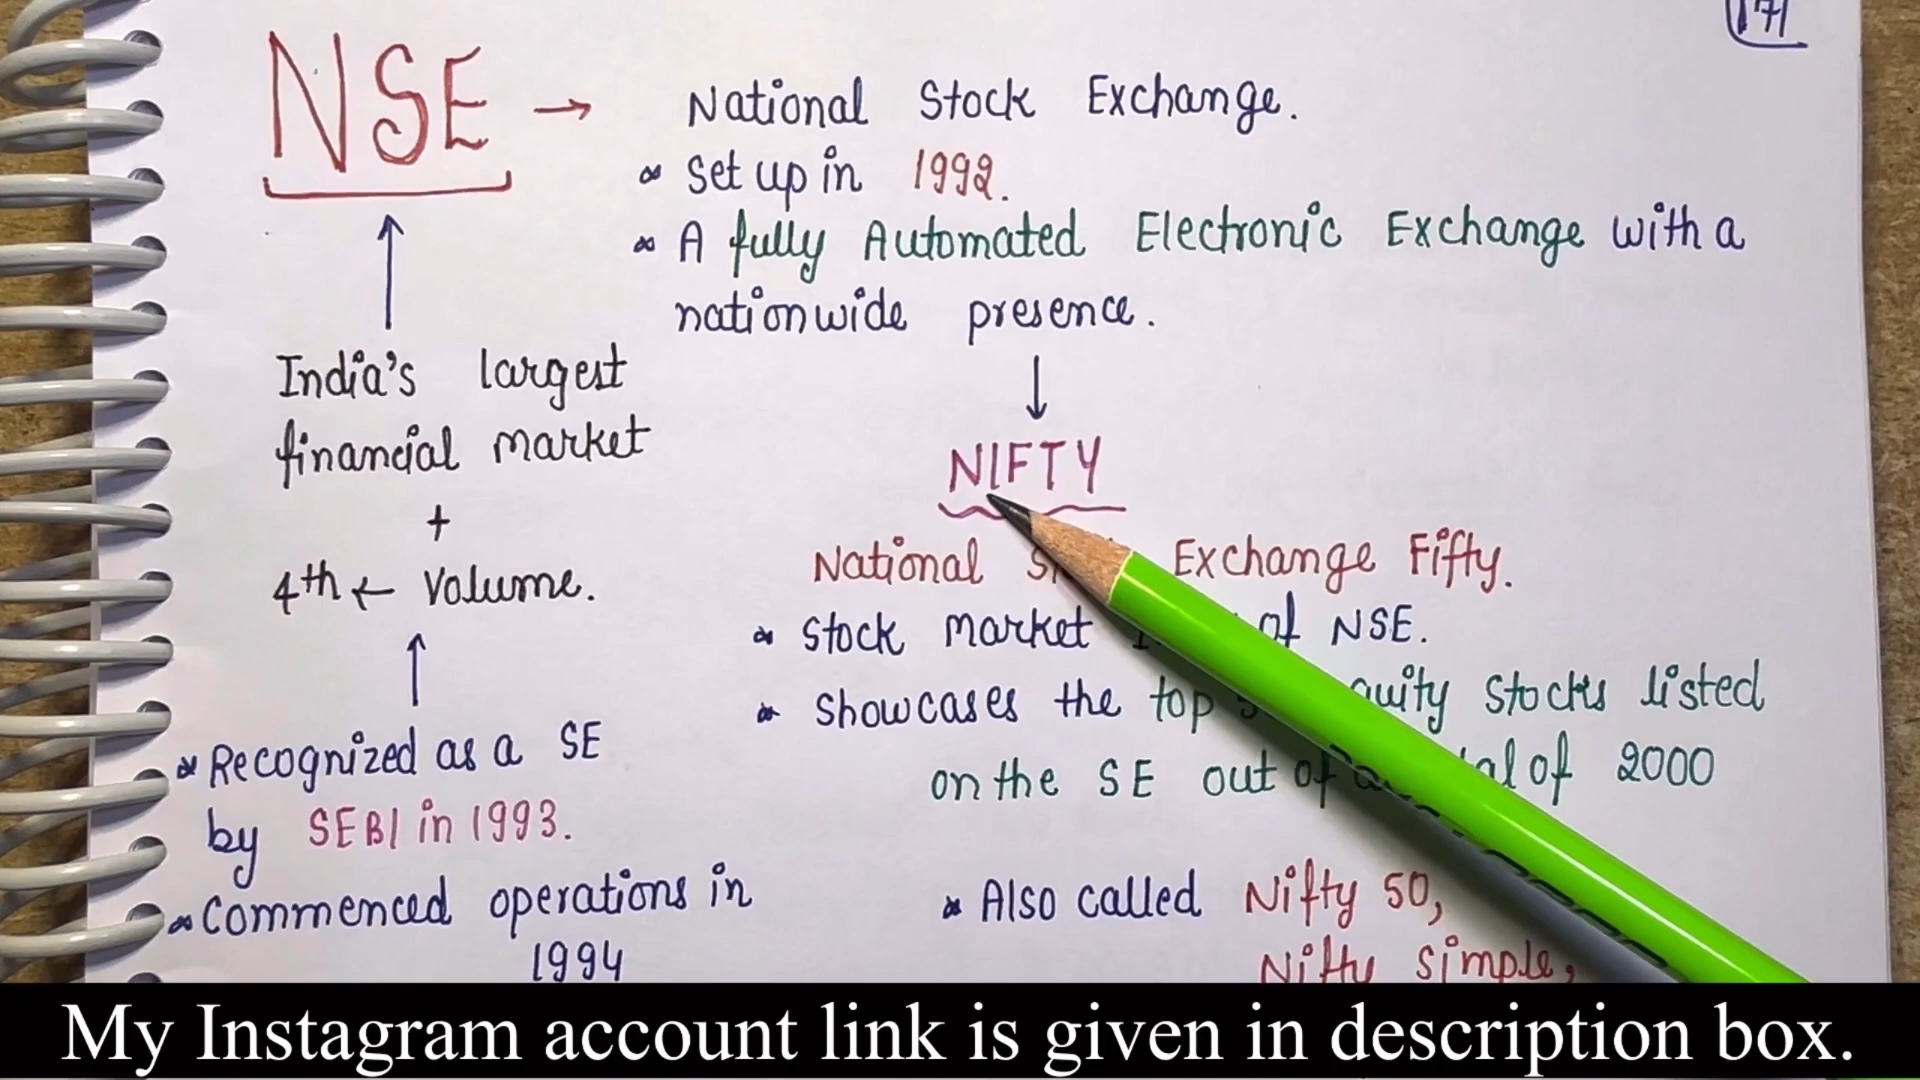 17
NSE → National Stock Exchange.
* Set up in 1992.
* A fully Automated Electronic Exchange with a
nationwide presence.
↓
NIFTY
National Exchange Fifty.
* Stock market of NSE.
* Showcases the top Stocks listed
on the SE out of of 2000
* Also called Nifty 50,
Nifty Simple,
↑
India's largest
financial market
+
4th ← Volume.
↑
* Recognized as a SE
by SEBI in 1993.
* Commenced operations in
1994
My Instagram account link is given in description box.